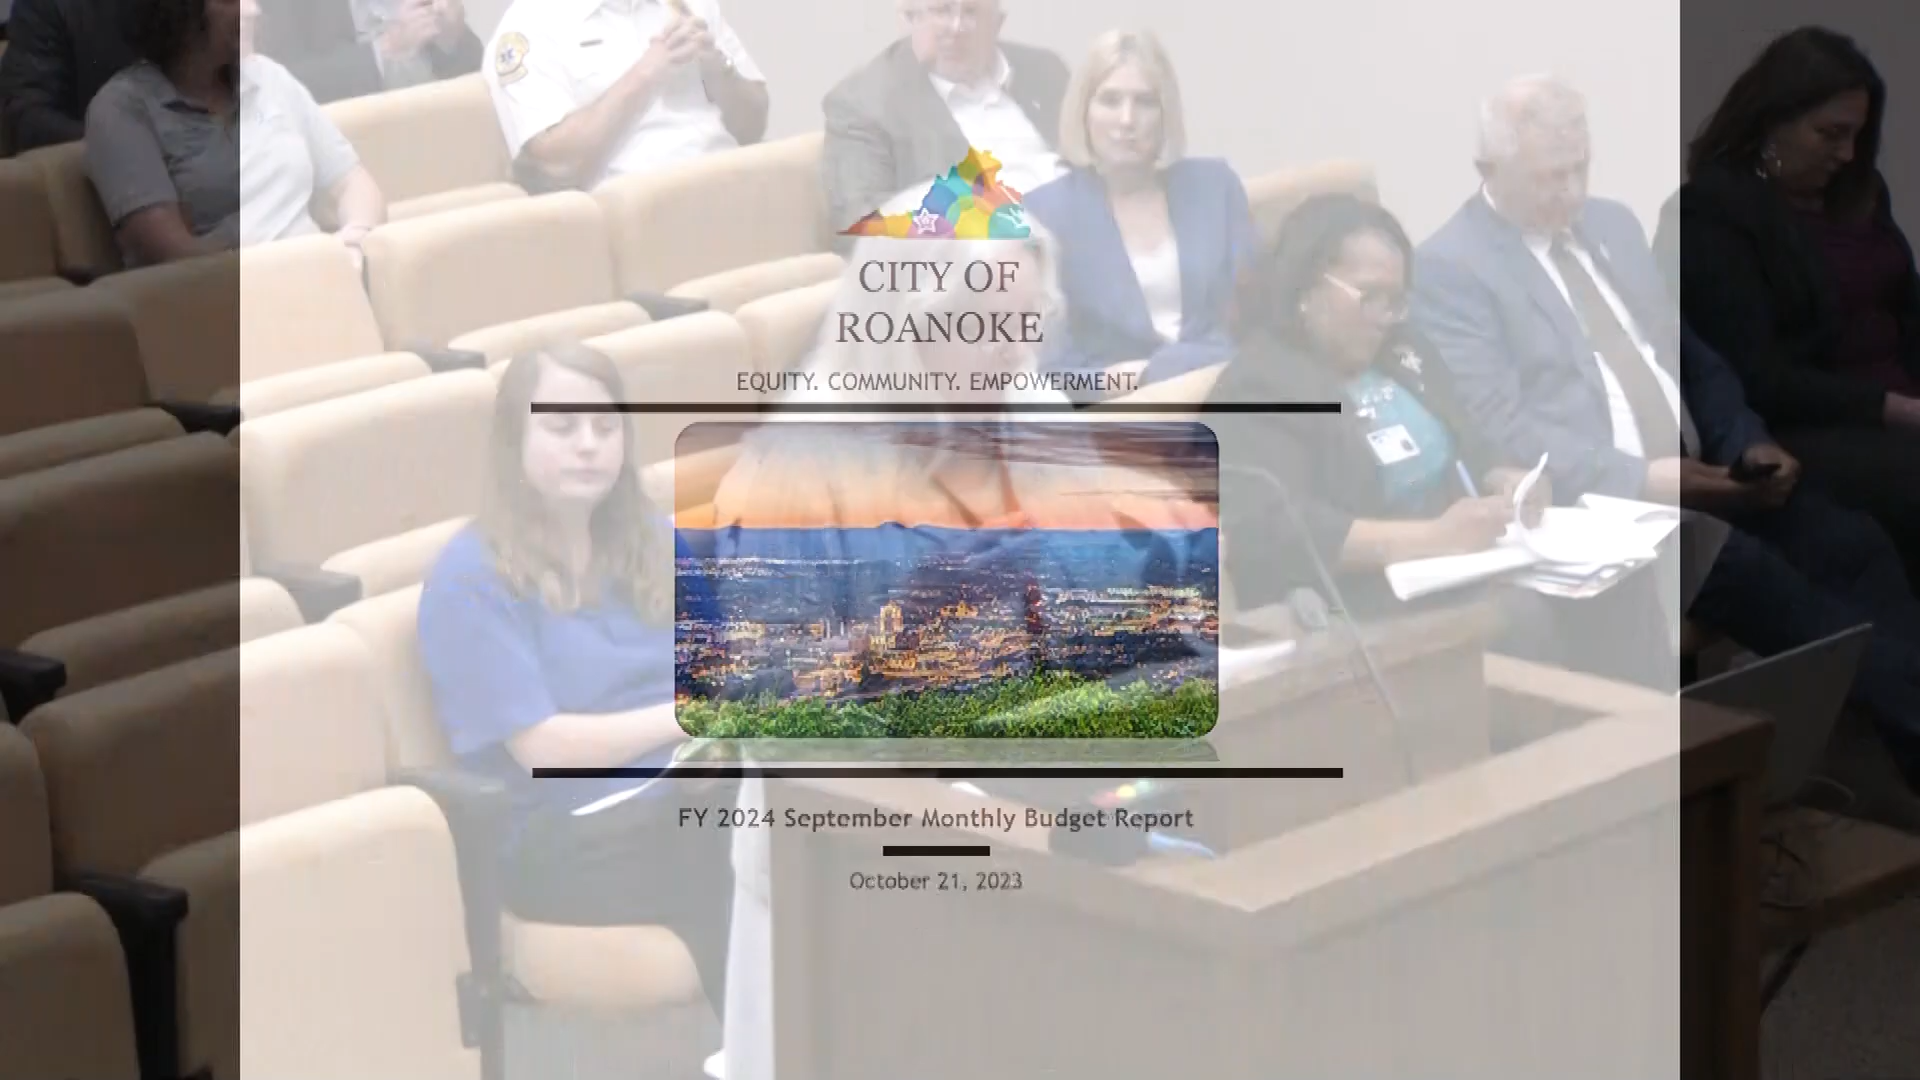 CITY OF
ROANOKE
EQUITY. COMMUNITY. EMPOWERMENT.
FY 2024 September Monthly Budget Report
October 21, 2023